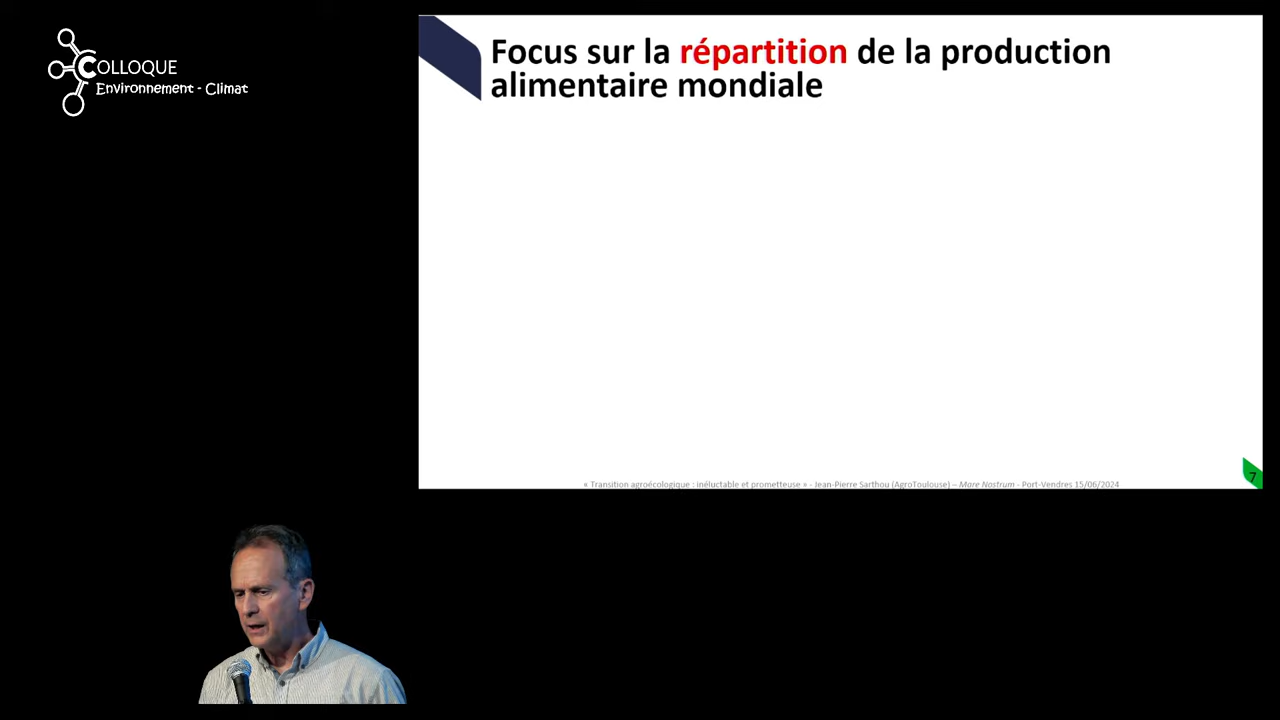 COLLOQUE
Environnement - Climat
Focus sur la répartition de la production
alimentaire mondiale
« Transition agroécologique : inéluctable et prometteuse » - Jean-Pierre Sarthou (AgroToulouse) – Mare Nostrum - Port-Vendres 15/06/2024
7